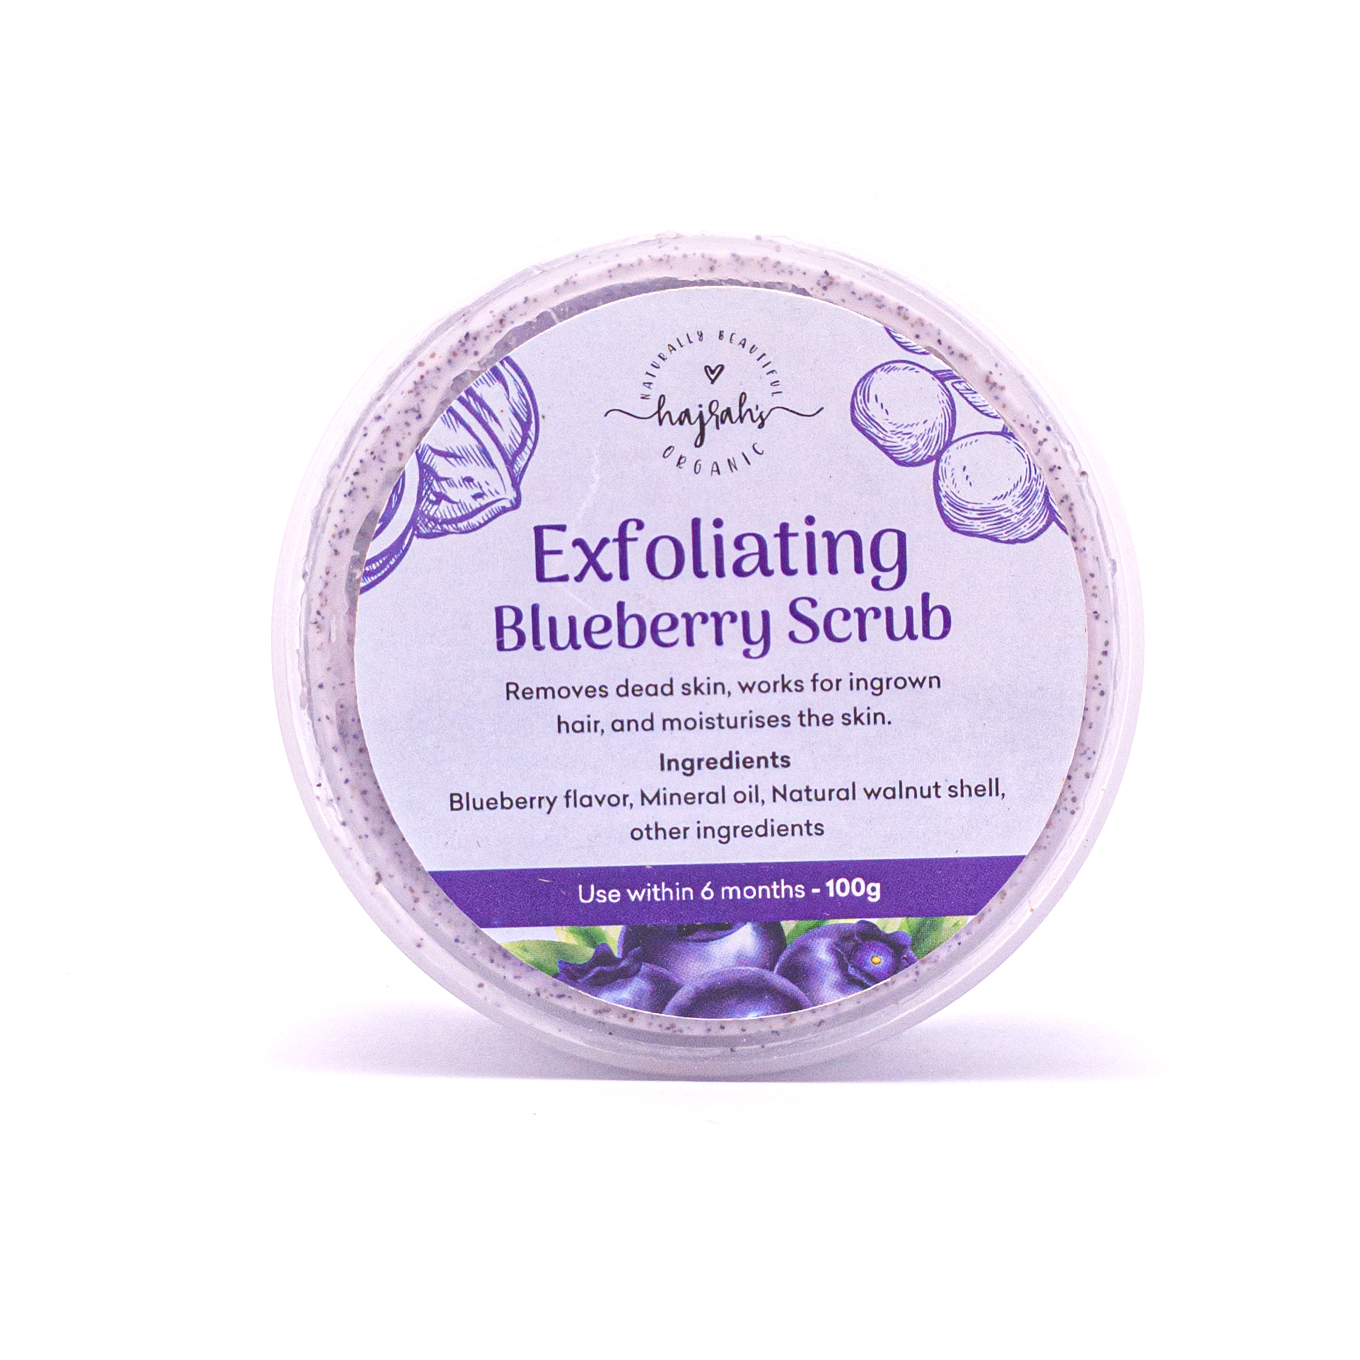 NATURALLY BEAUTIFUL
hajrah's
ORGANIC
Exfoliating
Blueberry Scrub
Removes dead skin, works for ingrown
hair, and moisturises the skin.
Ingredients
Blueberry flavor, Mineral oil, Natural walnut shell,
other ingredients
Use within 6 months - 100g